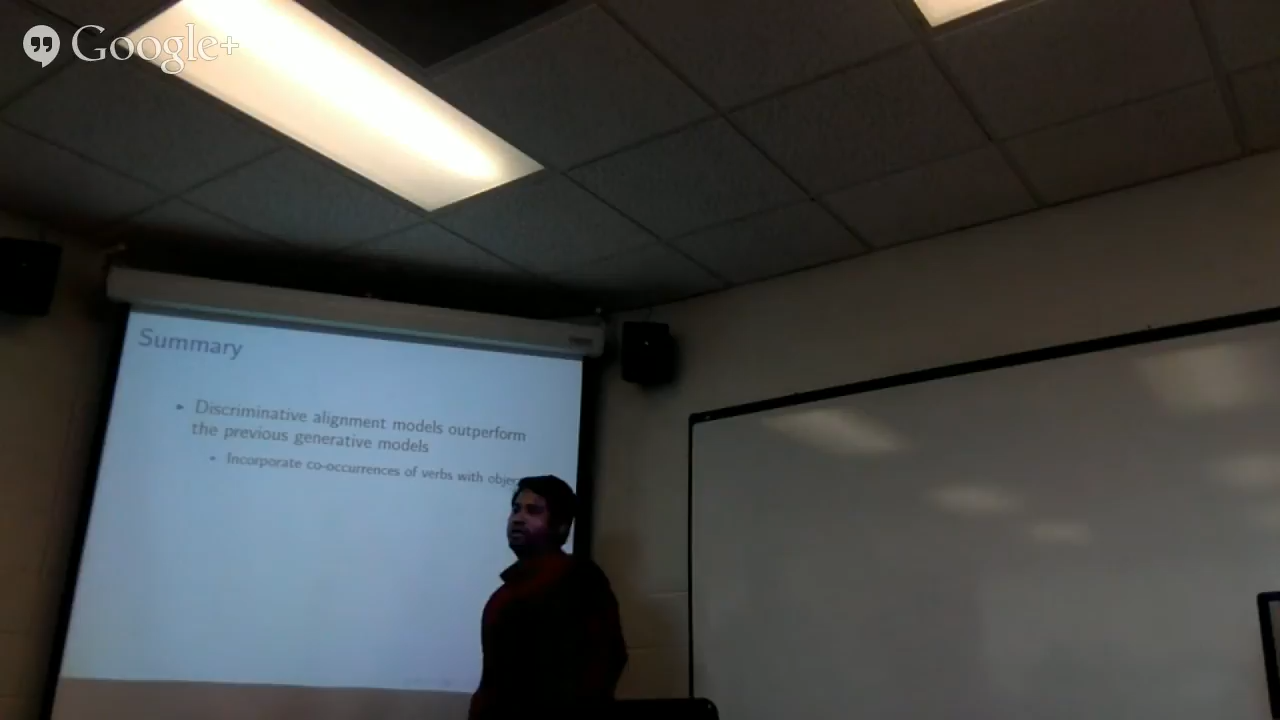 Google+
Summary
Discriminative alignment models outperform
the previous generative models
Incorporate co-occurrences of verbs with